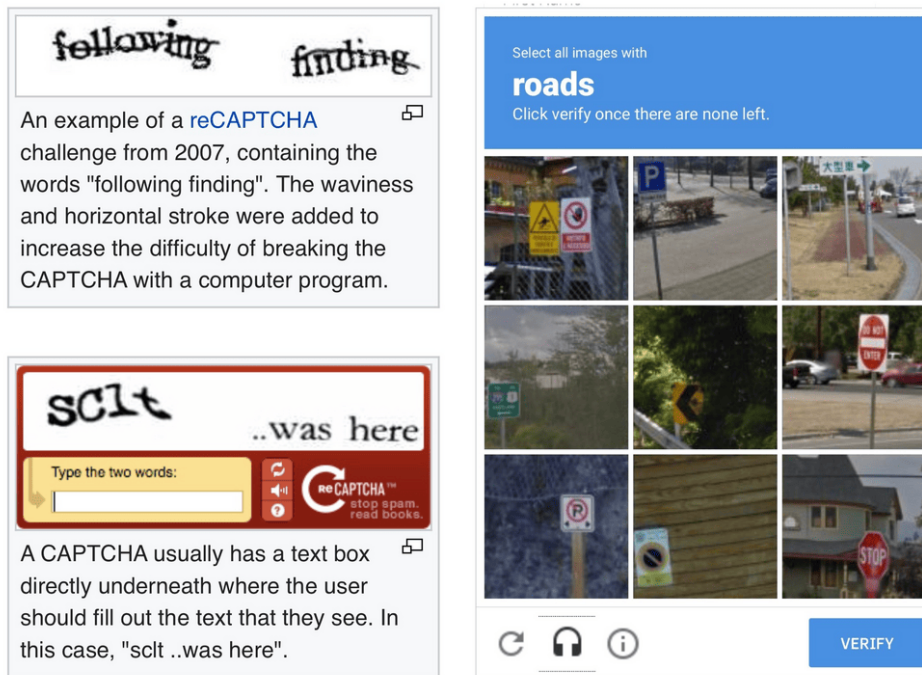 following finding
An example of a reCAPTCHA
challenge from 2007, containing the
words "following finding". The waviness
and horizontal stroke were added to
increase the difficulty of breaking the
CAPTCHA with a computer program.
sclt ..was here
Type the two words:
reCAPTCHA™
stop spam.
read books.
A CAPTCHA usually has a text box
directly underneath where the user
should fill out the text that they see. In
this case, "sclt ..was here".
Select all images with
roads
Click verify once there are none left.
P
大型車
DO NOT
ENTER
P
STOP
VERIFY